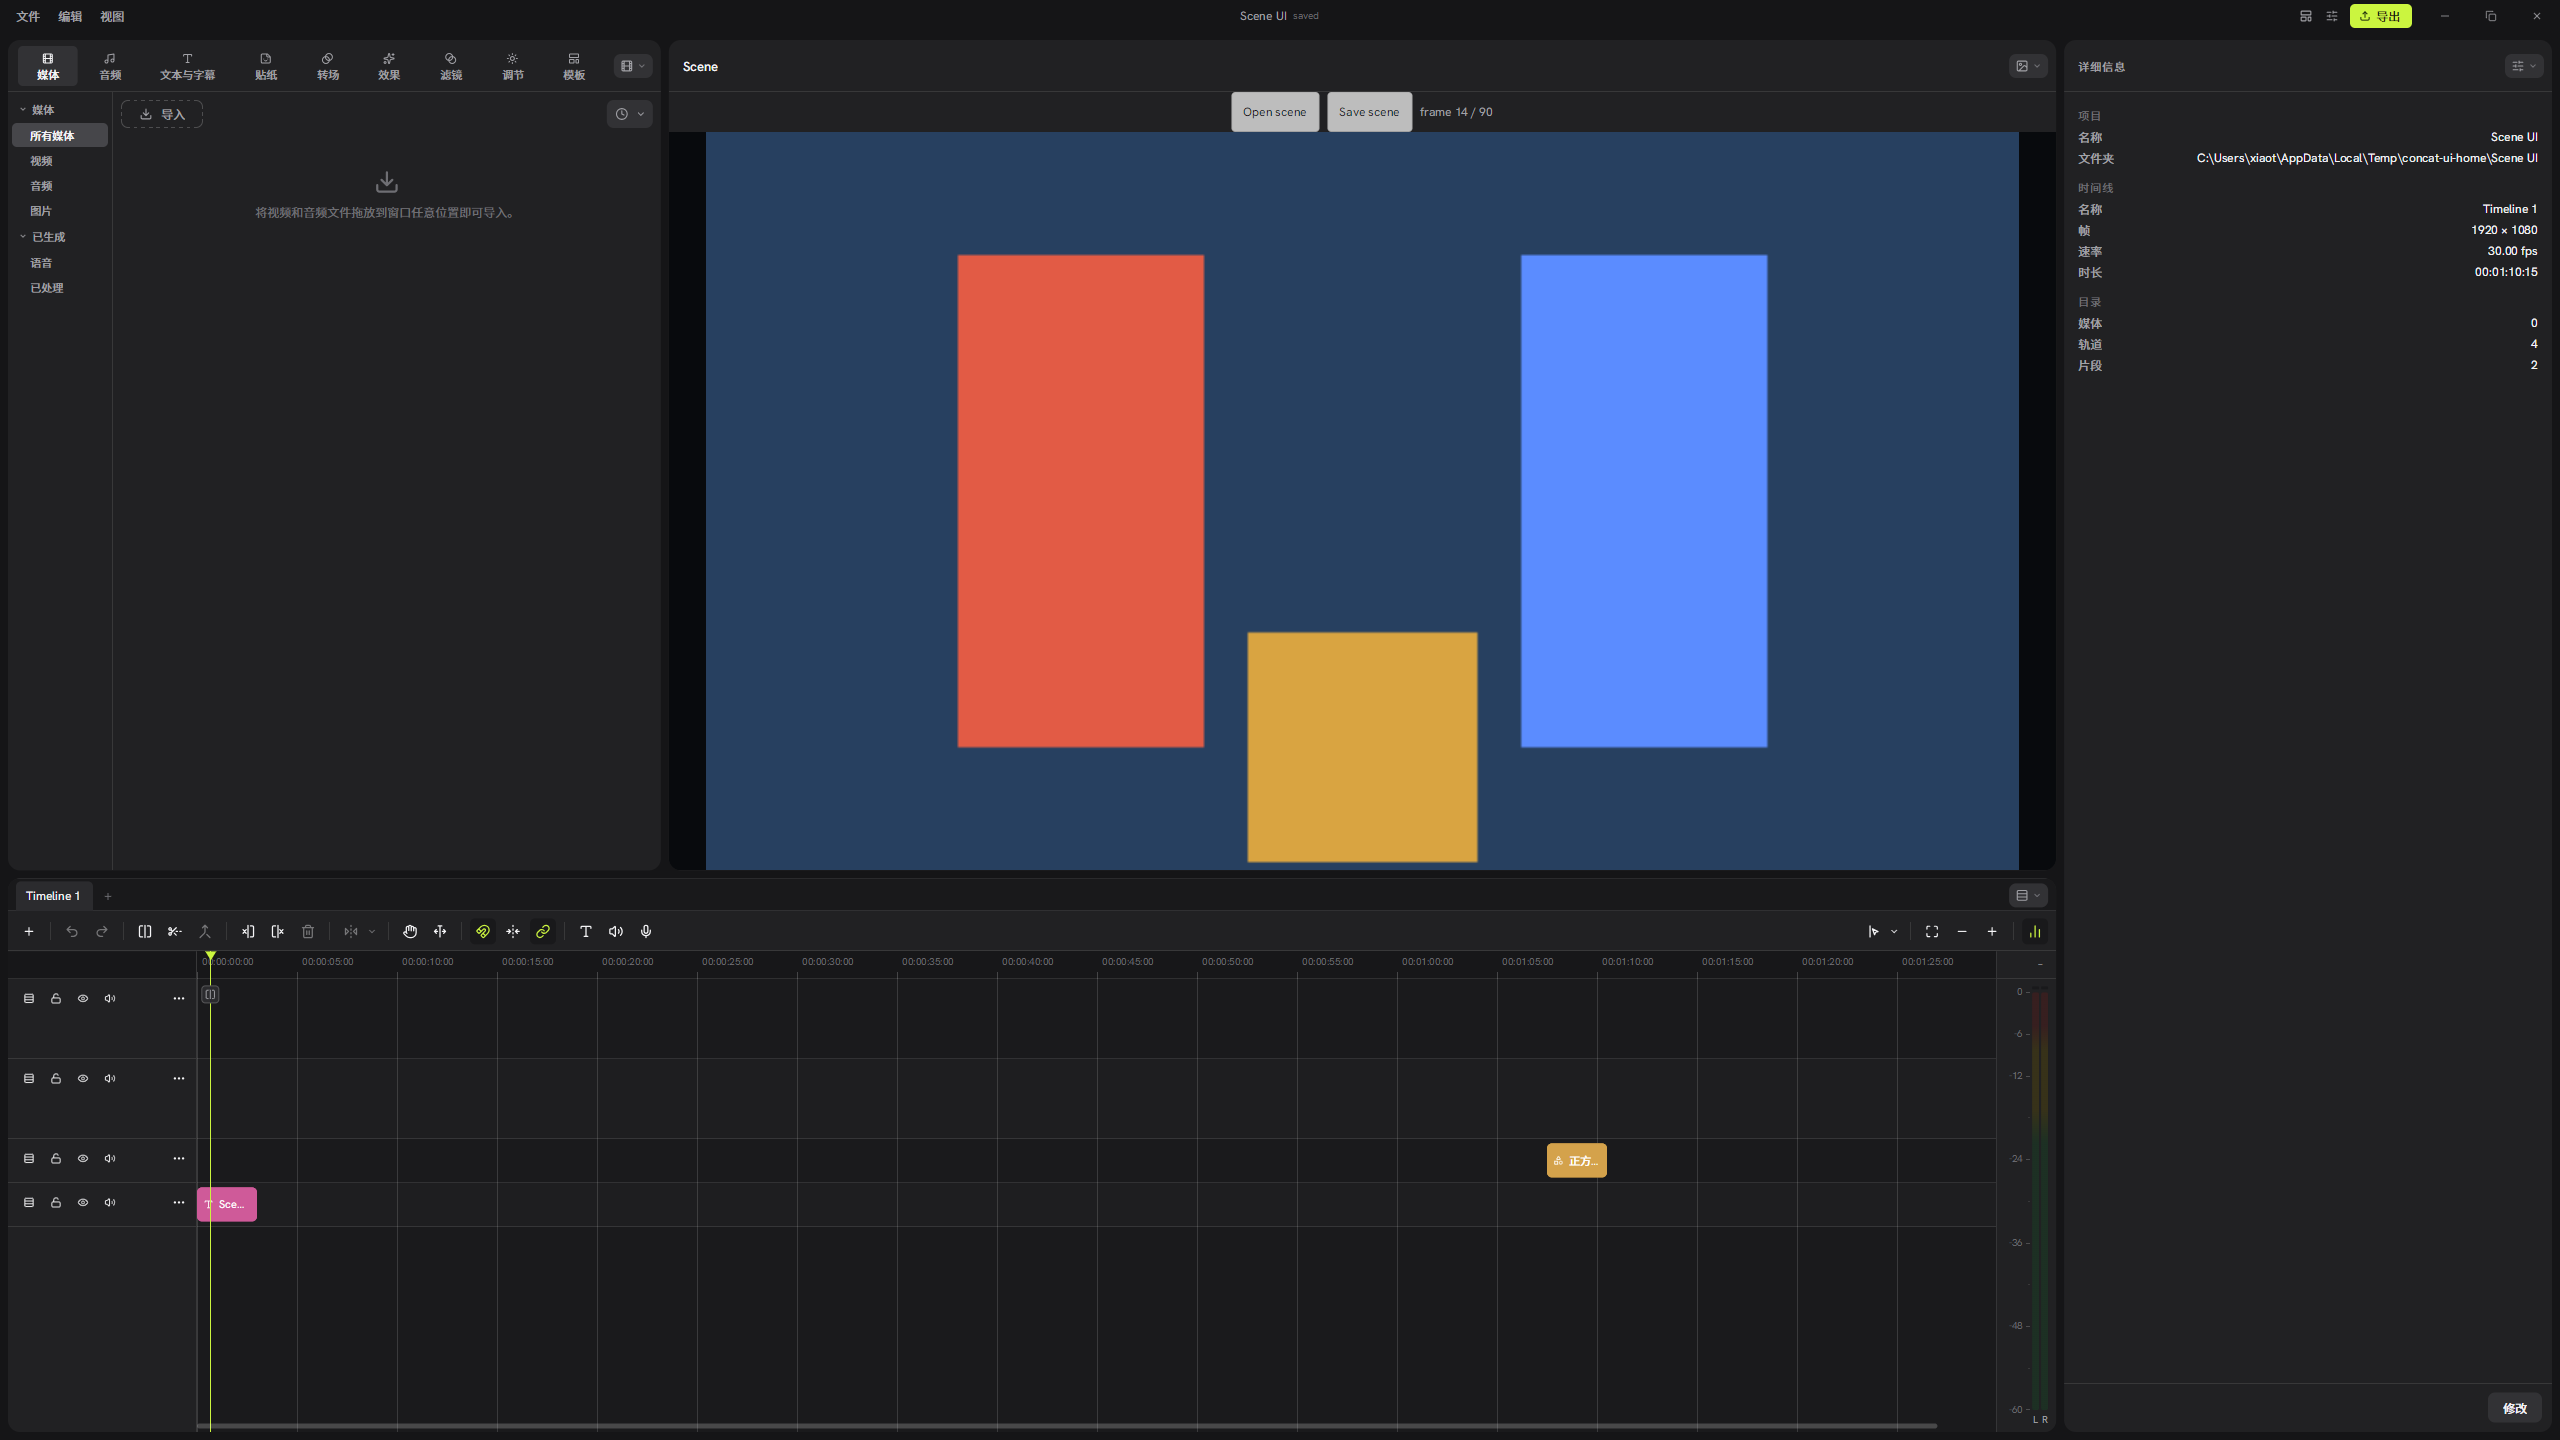 文件 编辑 视图 Scene UI saved 导出
媒体 音频 文本与字幕 贴纸 转场 效果 滤镜 调节 模板
Scene
详细信息
媒体
所有媒体
视频
音频
图片
已生成
语音
已处理
导入
将视频和音频文件拖放到窗口任意位置即可导入。
Open scene Save scene frame 14 / 90
项目
名称 Scene UI
文件夹 C:\Users\xiaot\AppData\Local\Temp\concat-ui-home\Scene UI
时间线
名称 Timeline 1
帧 1920 × 1080
速率 30.00 fps
时长 00:01:10:15
目录
媒体 0
轨道 4
片段 2
Timeline 1
00:00:00:00 00:00:05:00 00:00:10:00 00:00:15:00 00:00:20:00 00:00:25:00 00:00:30:00 00:00:35:00 00:00:40:00 00:00:45:00 00:00:50:00 00:00:55:00 00:01:00:00 00:01:05:00 00:01:10:00 00:01:15:00 00:01:20:00 00:01:25:00
正方...
Sce...
0
-6
-12
-24
-36
-48
-60
L R
修改